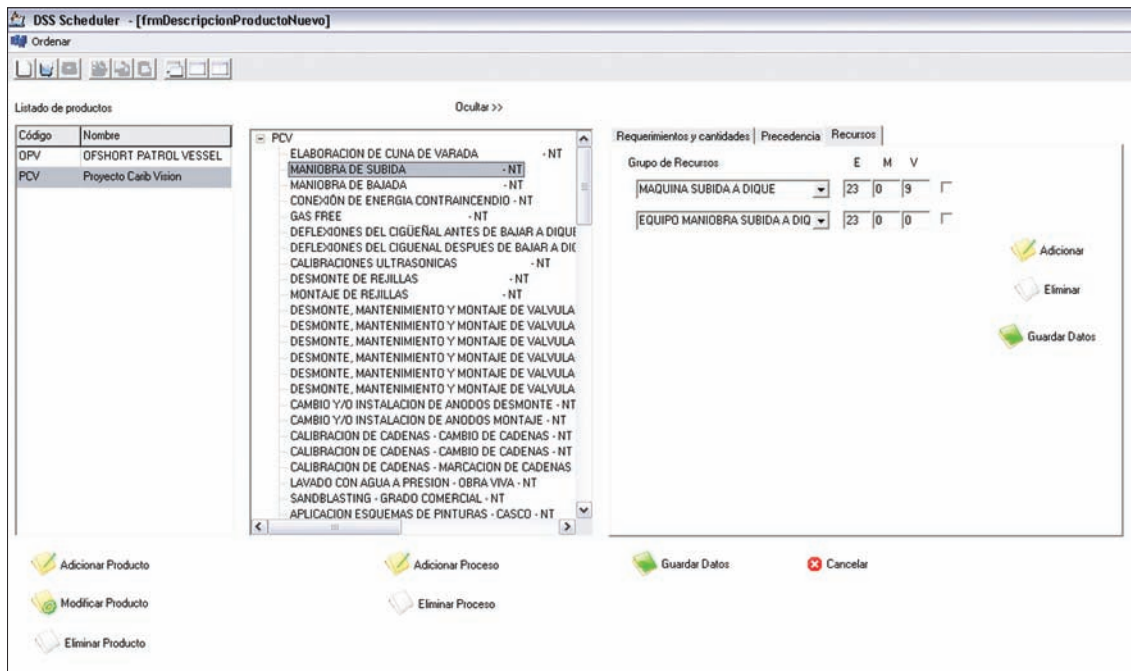 DSS Scheduler - [frmDescripcionProductoNuevo]
Ordenar
Listado de productos
Ocultar >>
Código Nombre
OPV OFSHORT PATROL VESSEL
PCV Proyecto Carib Vision
PCV
ELABORACION DE CUNA DE VARADA - NT
MANIOBRA DE SUBIDA - NT
MANIOBRA DE BAJADA - NT
CONEXIÓN DE ENERGIA CONTRAINCENDIO - NT
GAS FREE - NT
DEFLEXIONES DEL CIGÜEÑAL ANTES DE BAJAR A DIQUE
DEFLEXIONES DEL CIGUENAL DESPUES DE BAJAR A DIC
CALIBRACIONES ULTRASONICAS - NT
DESMONTE DE REJILLAS - NT
MONTAJE DE REJILLAS - NT
DESMONTE, MANTENIMIENTO Y MONTAJE DE VALVULA
DESMONTE, MANTENIMIENTO Y MONTAJE DE VALVULA
DESMONTE, MANTENIMIENTO Y MONTAJE DE VALVULA
DESMONTE, MANTENIMIENTO Y MONTAJE DE VALVULA
DESMONTE, MANTENIMIENTO Y MONTAJE DE VALVULA
DESMONTE, MANTENIMIENTO Y MONTAJE DE VALVULA
CAMBIO Y/O INSTALACION DE ANODOS DESMONTE - NT
CAMBIO Y/O INSTALACION DE ANODOS MONTAJE - NT
CALIBRACION DE CADENAS - CAMBIO DE CADENAS - NT
CALIBRACION DE CADENAS - CAMBIO DE CADENAS - NT
CALIBRACION DE CADENAS - MARCACION DE CADENAS
LAVADO CON AGUA A PRESION - OBRA VIVA - NT
SANDBLASTING - GRADO COMERCIAL - NT
APLICACION ESQUEMAS DE PINTURAS - CASCO - NT
Requerimientos y cantidades Precedencia Recursos
Grupo de Recursos E M V
MAQUINA SUBIDA A DIQUE 23 0 9
EQUIPO MANIOBRA SUBIDA A DIQ 23 0 0
Adicionar
Eliminar
Guardar Datos
Adicionar Producto
Modificar Producto
Eliminar Producto
Adicionar Proceso
Eliminar Proceso
Guardar Datos
Cancelar